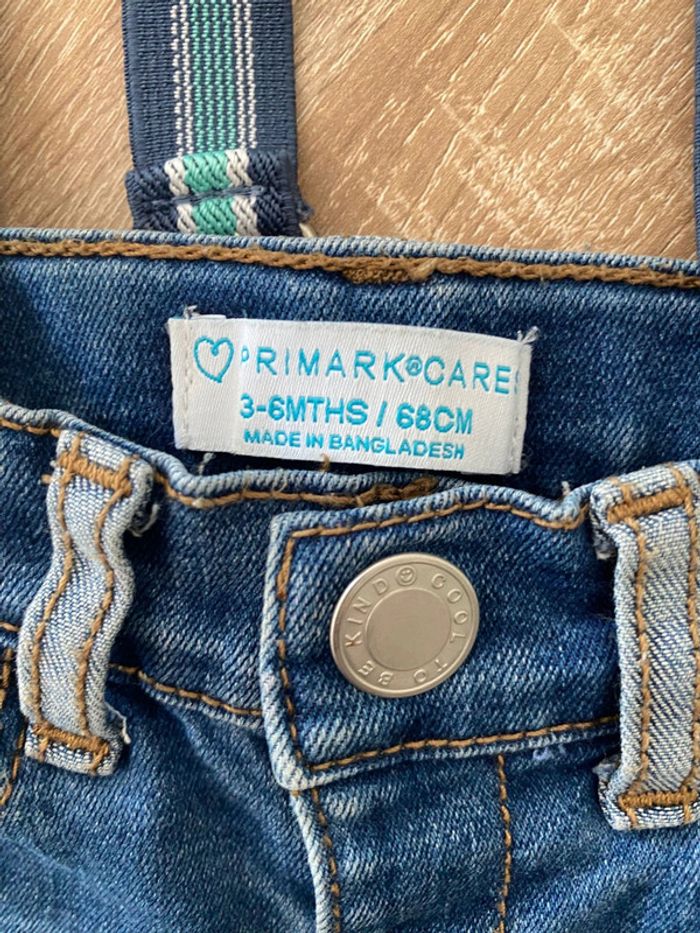 PRIMARK®CARES
3-6MTHS / 68CM
MADE IN BANGLADESH
COOL TO BE KIND